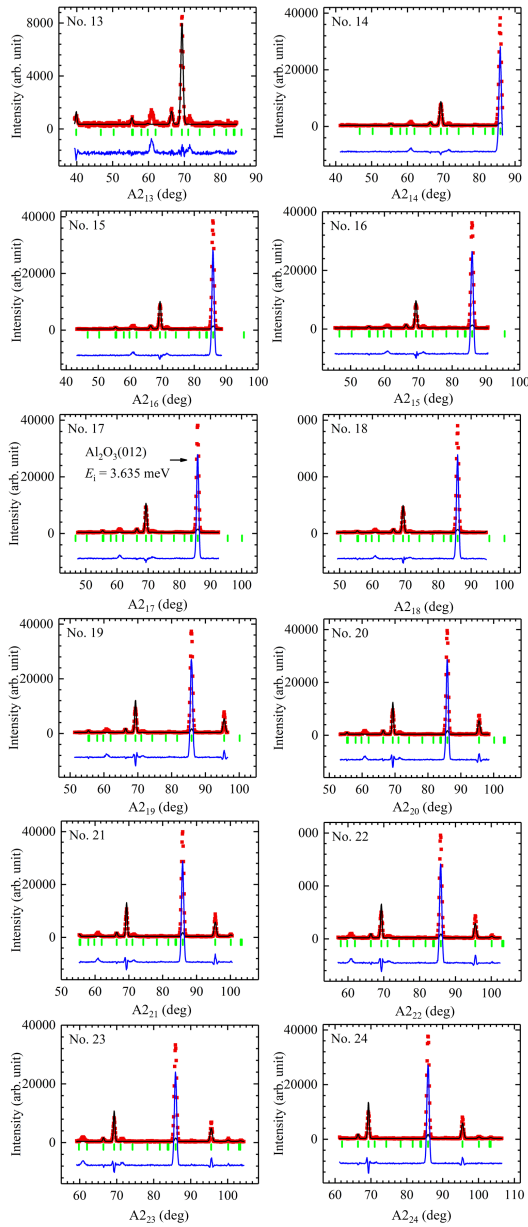 No. 13
Intensity (arb. unit)
8000
4000
0
40 50 60 70 80 90
A2₁₃ (deg)
No. 14
Intensity (arb. unit)
40000
20000
0
40 50 60 70 80
A2₁₄ (deg)
No. 15
Intensity (arb. unit)
40000
20000
0
40 50 60 70 80 90 100
A2₁₆ (deg)
No. 16
Intensity (arb. unit)
40000
20000
0
50 60 70 80 90 100
A2₁₅ (deg)
No. 17
Al₂O₃(012)
Eᵢ = 3.635 meV
Intensity (arb. unit)
40000
20000
0
50 60 70 80 90 100
A2₁₇ (deg)
No. 18
000
000
0
50 60 70 80 90 100
A2₁₈ (deg)
No. 19
Intensity (arb. unit)
40000
20000
0
50 60 70 80 90 100
A2₁₉ (deg)
No. 20
Intensity (arb. unit)
40000
20000
0
50 60 70 80 90 100
A2₂₀ (deg)
No. 21
Intensity (arb. unit)
40000
20000
0
50 60 70 80 90 100
A2₂₁ (deg)
No. 22
000
000
0
60 70 80 90 100
A2₂₂ (deg)
No. 23
Intensity (arb. unit)
40000
20000
0
60 70 80 90 100
A2₂₃ (deg)
No. 24
Intensity (arb. unit)
40000
20000
0
60 70 80 90 100 110
A2₂₄ (deg)